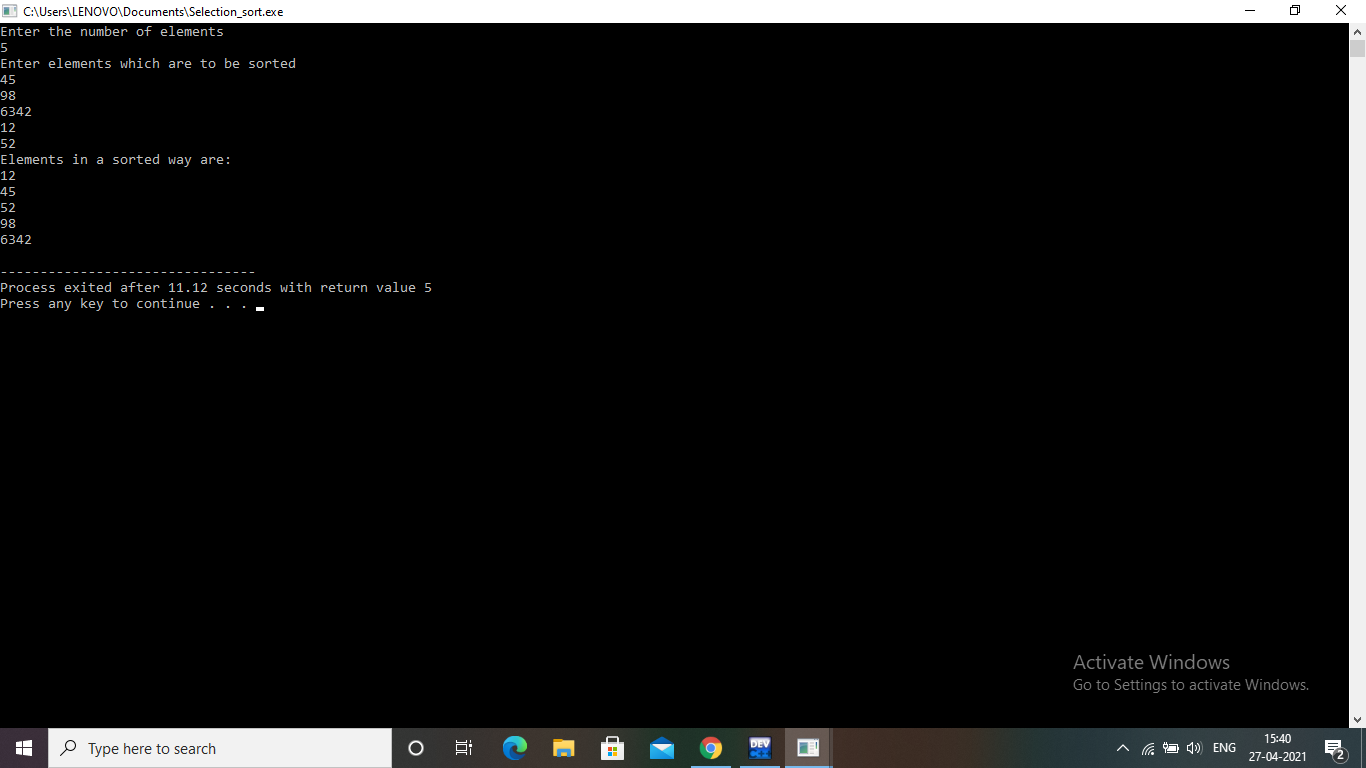 C:\Users\LENOVO\Documents\Selection_sort.exe
Enter the number of elements
5
Enter elements which are to be sorted
45
98
6342
12
52
Elements in a sorted way are:
12
45
52
98
6342
--------------------------------
Process exited after 11.12 seconds with return value 5
Press any key to continue . . .
Activate Windows
Go to Settings to activate Windows.
Type here to search
DEV
ENG
15:40
27-04-2021
2